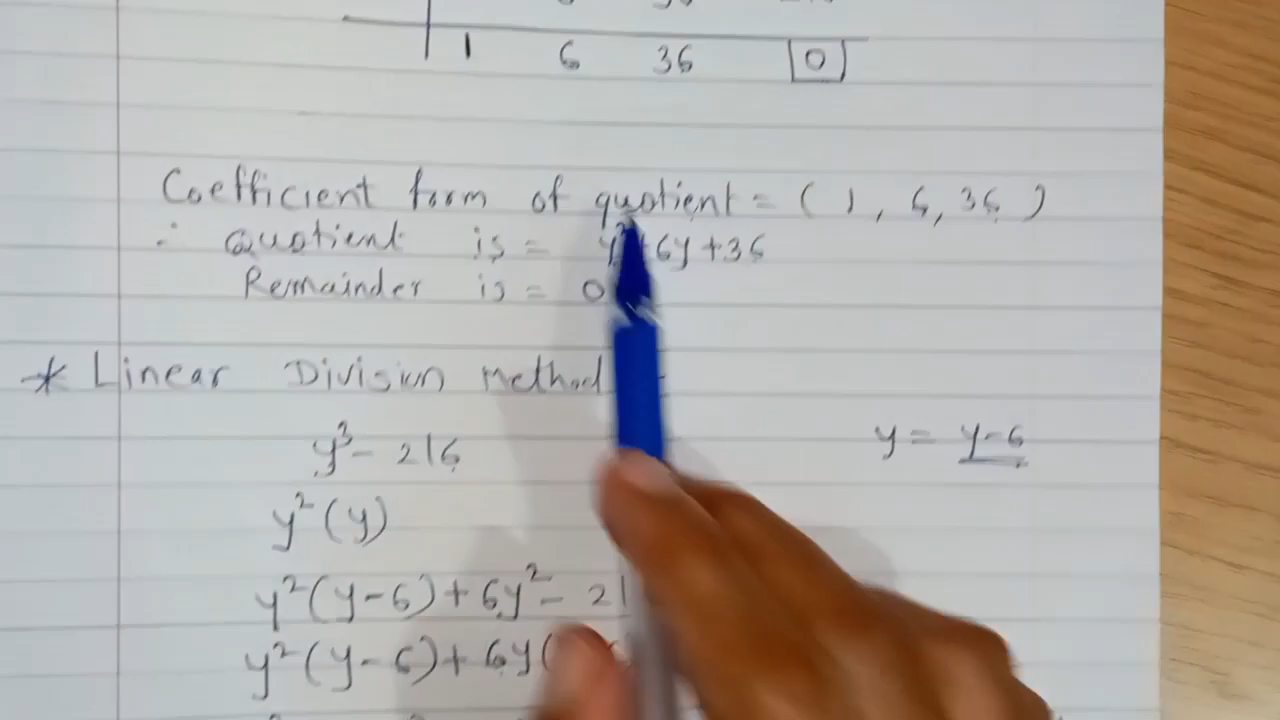 1 6 36 0
Coefficient form of quotient = ( 1 , 6, 36 )
∴ Quotient is = y²+6y+36
Remainder is = 0
* Linear Division method
y³- 216
y = y-6
y² (y)
y²(y-6)+ 6y²- 21
y²(y-6)+ 6y(